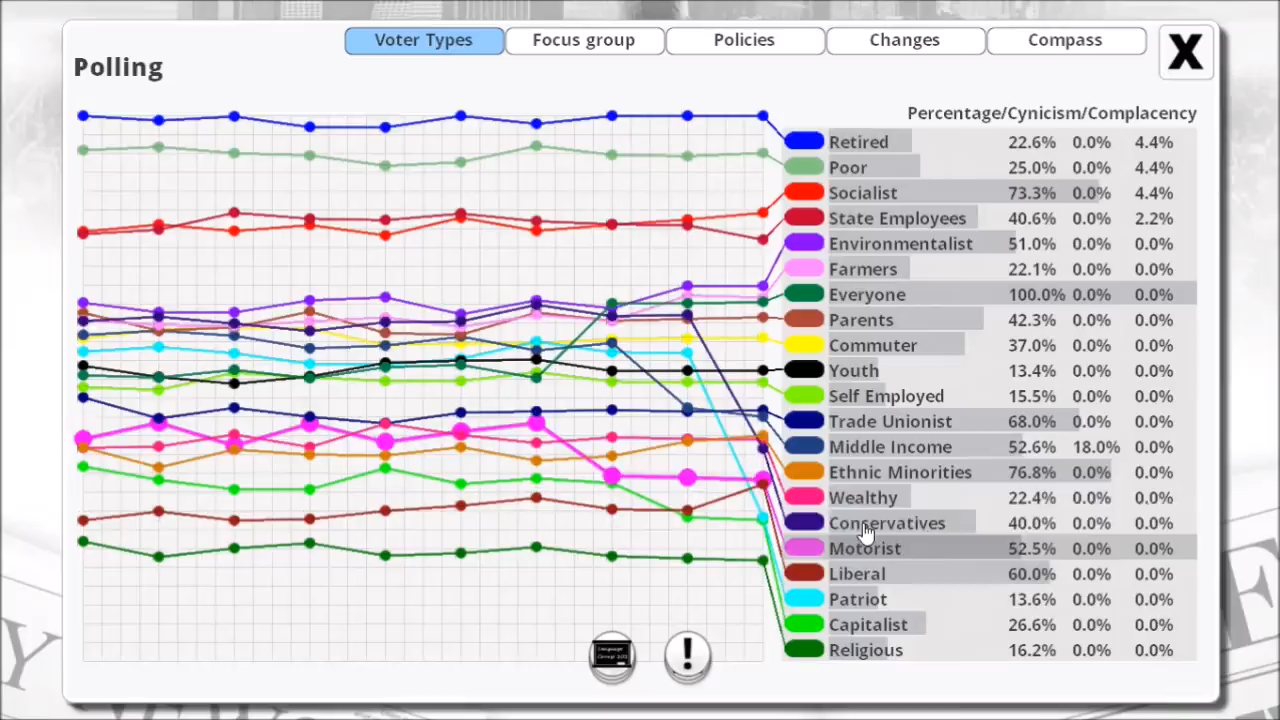 Voter Types Focus group Policies Changes Compass X
Polling
Percentage/Cynicism/Complacency
Retired 22.6% 0.0% 4.4%
Poor 25.0% 0.0% 4.4%
Socialist 73.3% 0.0% 4.4%
State Employees 40.6% 0.0% 2.2%
Environmentalist 51.0% 0.0% 0.0%
Farmers 22.1% 0.0% 0.0%
Everyone 100.0% 0.0% 0.0%
Parents 42.3% 0.0% 0.0%
Commuter 37.0% 0.0% 0.0%
Youth 13.4% 0.0% 0.0%
Self Employed 15.5% 0.0% 0.0%
Trade Unionist 68.0% 0.0% 0.0%
Middle Income 52.6% 18.0% 0.0%
Ethnic Minorities 76.8% 0.0% 0.0%
Wealthy 22.4% 0.0% 0.0%
Conservatives 40.0% 0.0% 0.0%
Motorist 52.5% 0.0% 0.0%
Liberal 60.0% 0.0% 0.0%
Patriot 13.6% 0.0% 0.0%
Capitalist 26.6% 0.0% 0.0%
Religious 16.2% 0.0% 0.0%
!